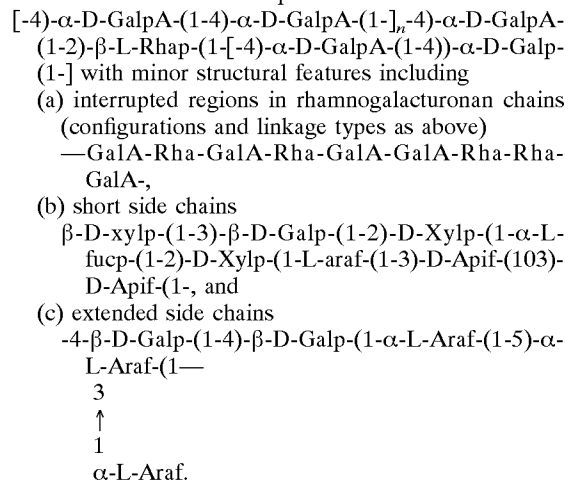 [-4)-α-D-GalpA-(1-4)-α-D-GalpA-(1-]n-4)-α-D-GalpA-
(1-2)-β-L-Rhap-(1-[-4)-α-D-GalpA-(1-4))-α-D-Galp-
(1-] with minor structural features including
(a) interrupted regions in rhamnogalacturonan chains
(configurations and linkage types as above)
—GalA-Rha-GalA-Rha-GalA-GalA-Rha-Rha-
GalA-,
(b) short side chains
β-D-xylp-(1-3)-β-D-Galp-(1-2)-D-Xylp-(1-α-L-
fucp-(1-2)-D-Xylp-(1-L-araf-(1-3)-D-Apif-(103)-
D-Apif-(1-, and
(c) extended side chains
-4-β-D-Galp-(1-4)-β-D-Galp-(1-α-L-Araf-(1-5)-α-
L-Araf-(1—
3
↑
1
α-L-Araf.